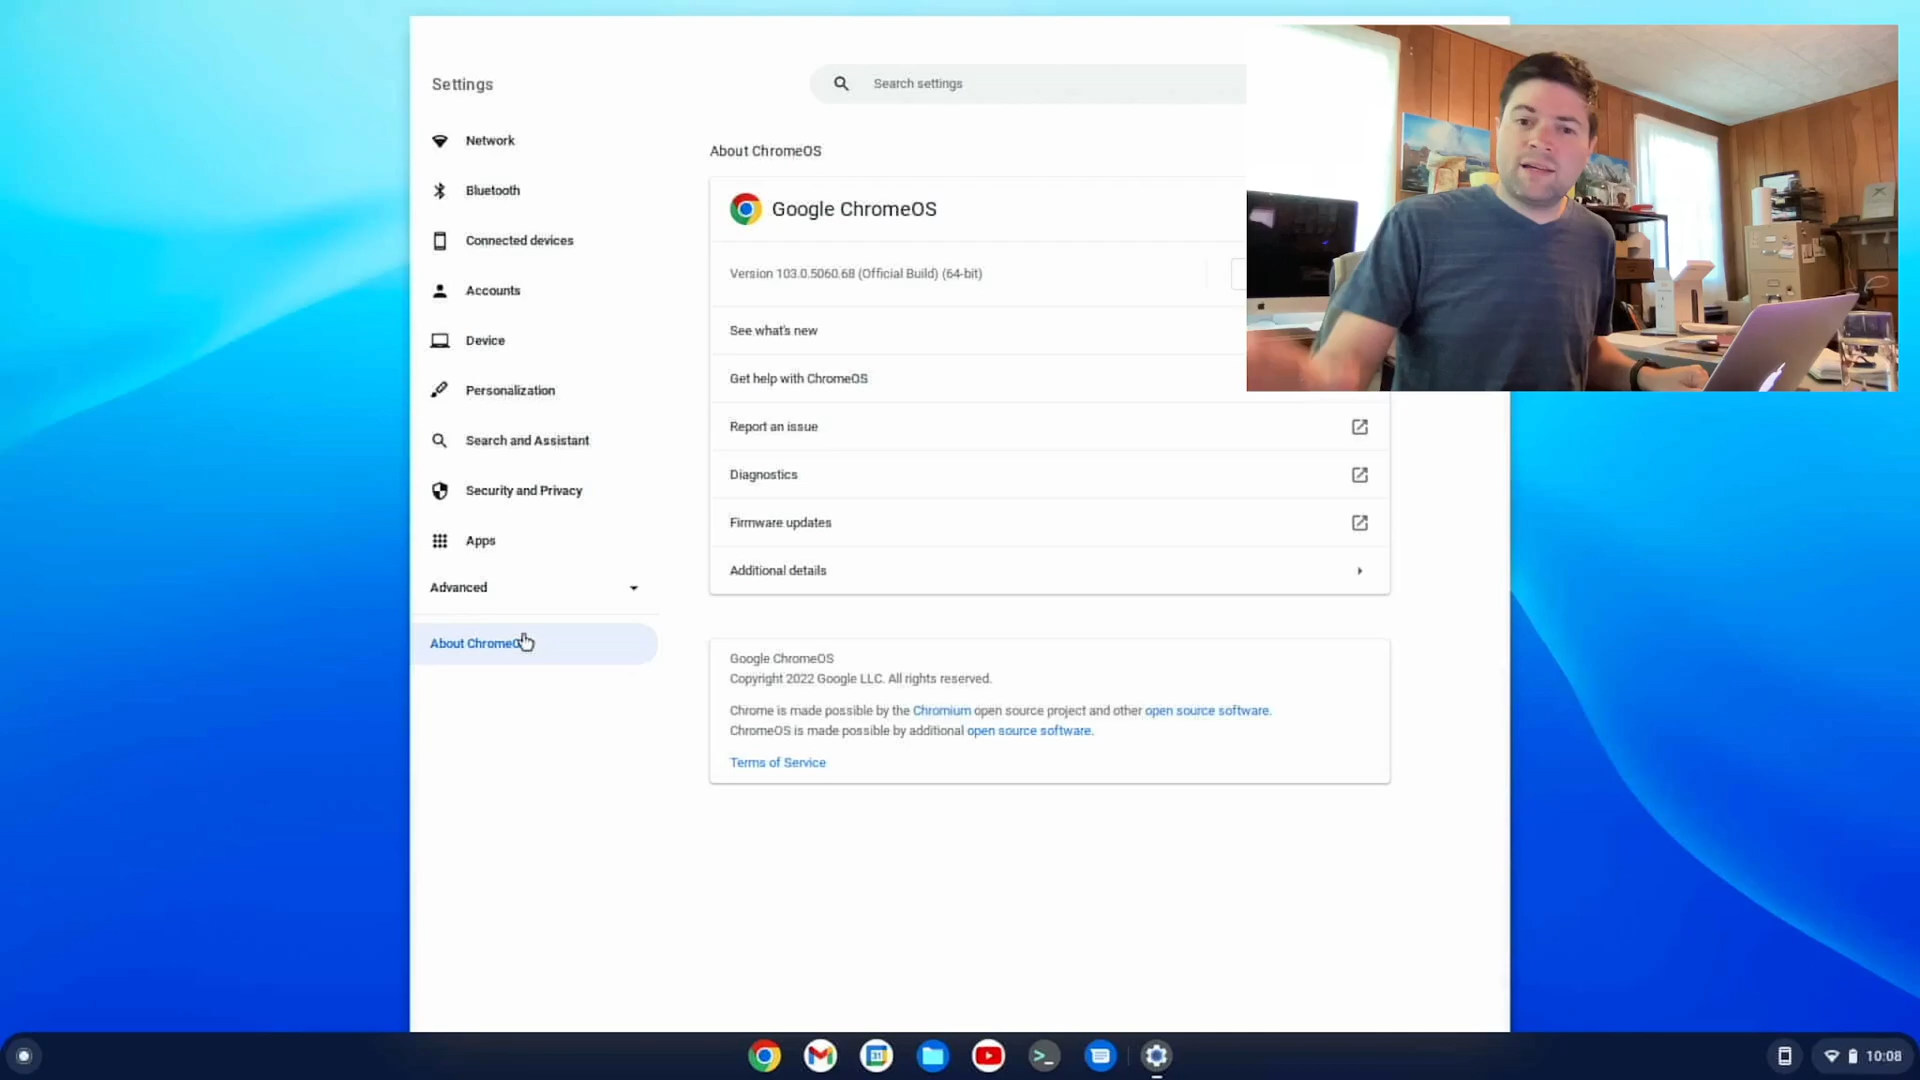 Settings
Search settings
Network
Bluetooth
Connected devices
Accounts
Device
Personalization
Search and Assistant
Security and Privacy
Apps
Advanced
About ChromeO
About ChromeOS
Google ChromeOS
Version 103.0.5060.68 (Official Build) (64-bit)
See what's new
Get help with ChromeOS
Report an issue
Diagnostics
Firmware updates
Additional details
Google ChromeOS
Copyright 2022 Google LLC. All rights reserved.
Chrome is made possible by the Chromium open source project and other open source software.
ChromeOS is made possible by additional open source software.
Terms of Service
31
>_
10:08